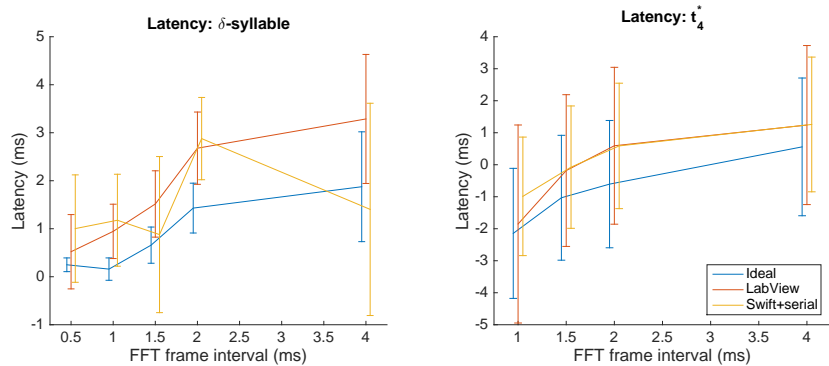 Latency: δ-syllable
5
4
3
2
1
0
-1
Latency (ms)
0.5 1 1.5 2 2.5 3 3.5 4
FFT frame interval (ms)
Latency: t*4
4
3
2
1
0
-1
-2
-3
-4
-5
Latency (ms)
1 1.5 2 2.5 3 3.5 4
FFT frame interval (ms)
Ideal
LabView
Swift+serial